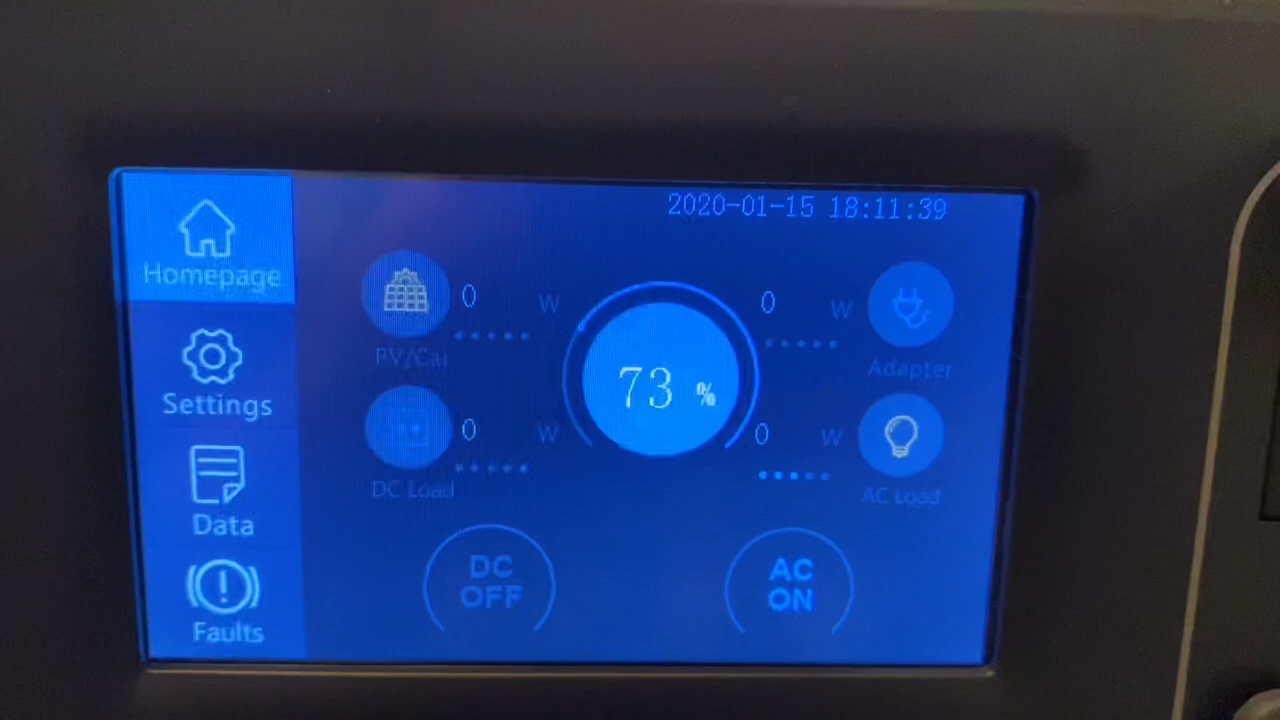 2020-01-15 18:11:39
Homepage
Settings
Data
Faults
0 W
PV/Car
0 W
DC Load
73 %
0 W
Adapter
0 W
AC Load
DC
OFF
AC
ON